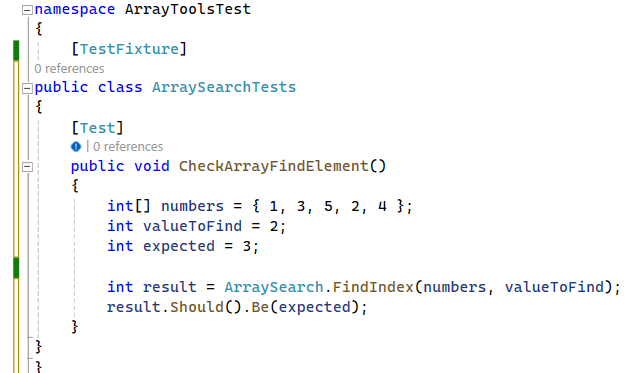 namespace ArrayToolsTest
{
[TestFixture]
0 references
public class ArraySearchTests
{
[Test]
| 0 references
public void CheckArrayFindElement()
{
int[] numbers = { 1, 3, 5, 2, 4 };
int valueToFind = 2;
int expected = 3;
int result = ArraySearch.FindIndex(numbers, valueToFind);
result.Should().Be(expected);
}
}
}